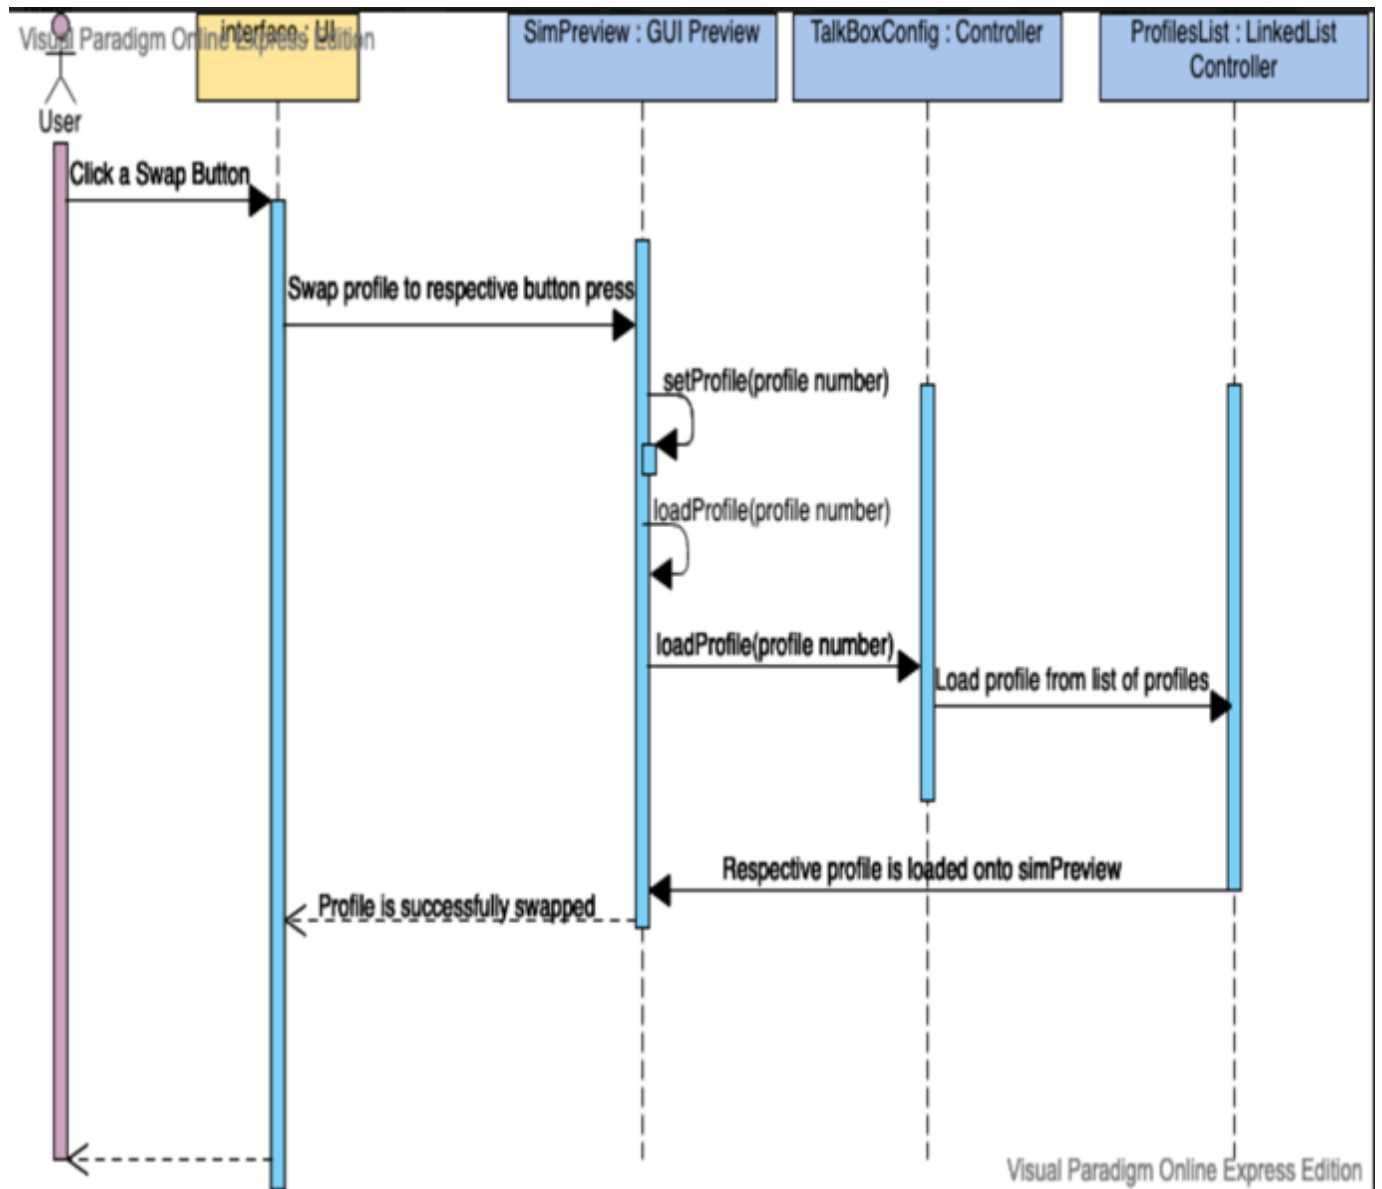 interface : UI
SimPreview : GUI Preview
TalkBoxConfig : Controller
ProfilesList : LinkedList
Controller
Visual Paradigm Online Express Edition
User
Click a Swap Button
Swap profile to respective button press
setProfile(profile number)
loadProfile(profile number)
loadProfile(profile number)
Load profile from list of profiles
Respective profile is loaded onto simPreview
Profile is successfully swapped
Visual Paradigm Online Express Edition